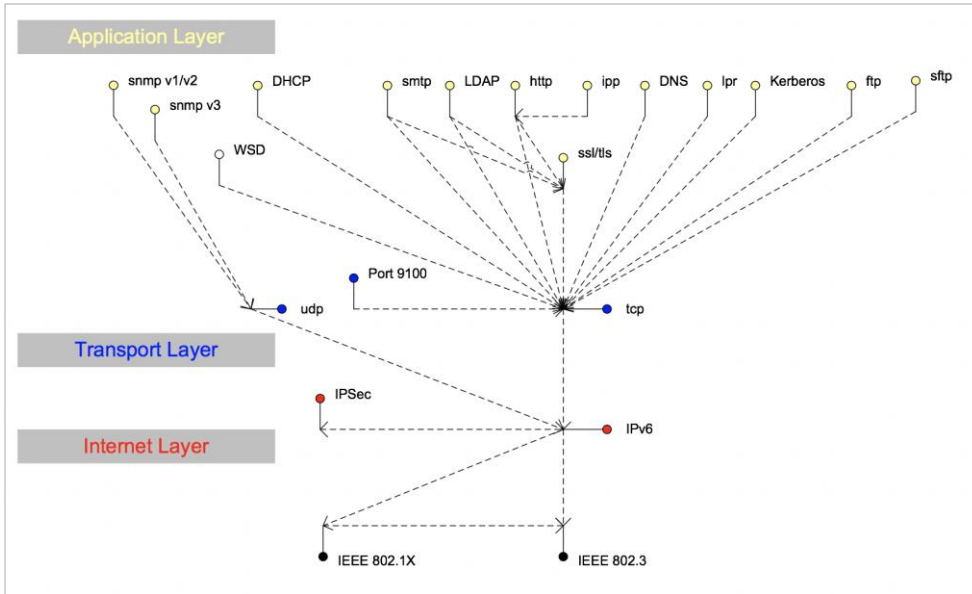 Application Layer
snmp v1/v2
DHCP
smtp
LDAP
http
ipp
DNS
lpr
Kerberos
ftp
sftp
snmp v3
WSD
ssl/tls
Port 9100
udp
tcp
Transport Layer
IPSec
IPv6
Internet Layer
IEEE 802.1X
IEEE 802.3